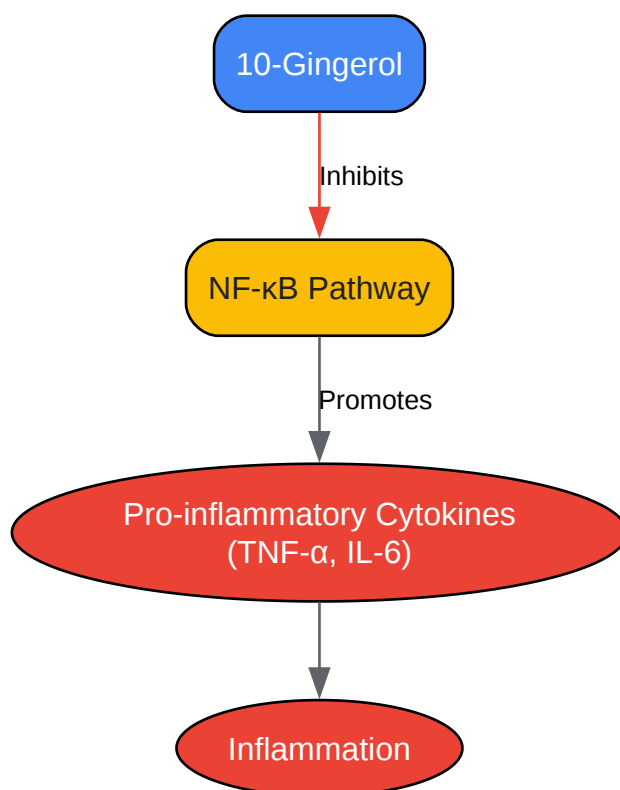 10-Gingerol
Inhibits
NF-κB Pathway
Promotes
Pro-inflammatory Cytokines
(TNF-α, IL-6)
Inflammation